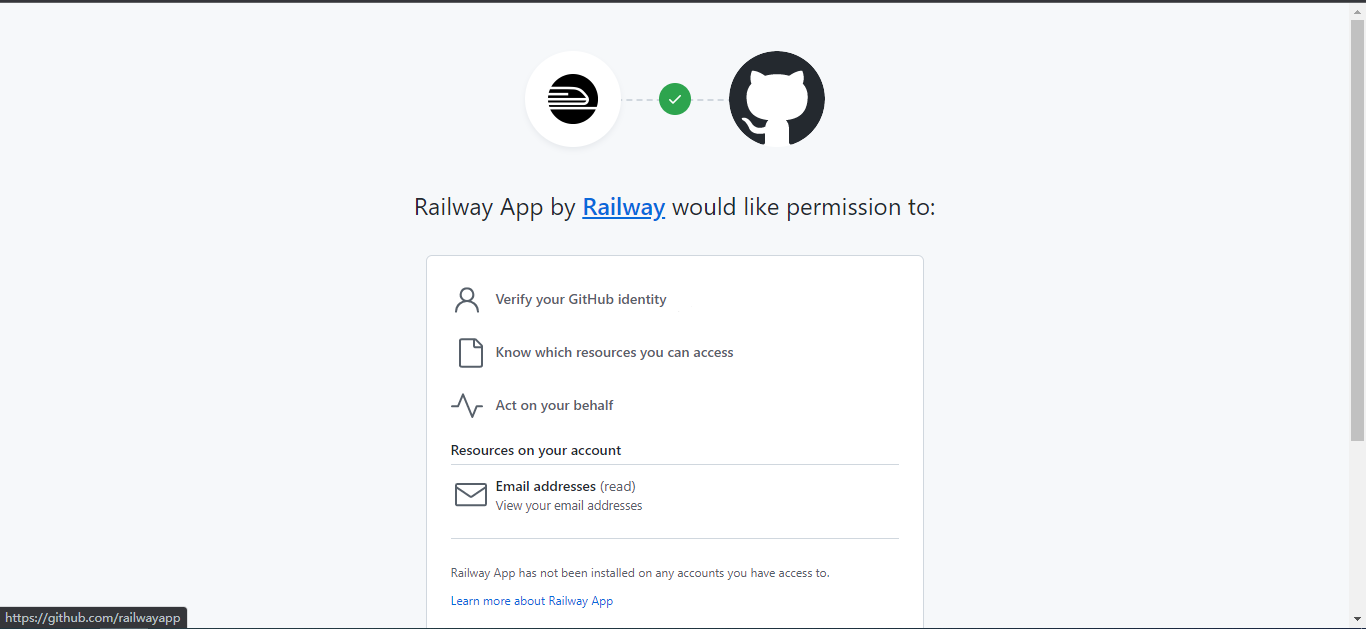 Railway App by Railway would like permission to:
Verify your GitHub identity
Know which resources you can access
Act on your behalf
Resources on your account
Email addresses (read)
View your email addresses
Railway App has not been installed on any accounts you have access to.
Learn more about Railway App
https://github.com/railwayapp